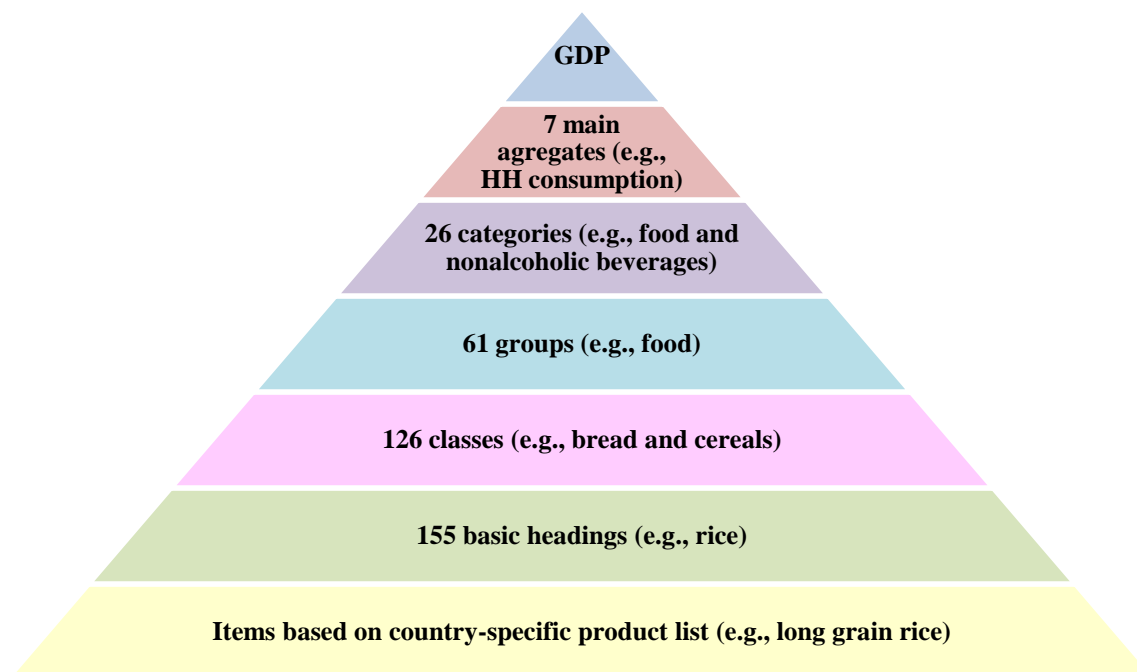 GDP
7 main
agregates (e.g.,
HH consumption)
26 categories (e.g., food and
nonalcoholic beverages)
61 groups (e.g., food)
126 classes (e.g., bread and cereals)
155 basic headings (e.g., rice)
Items based on country-specific product list (e.g., long grain rice)